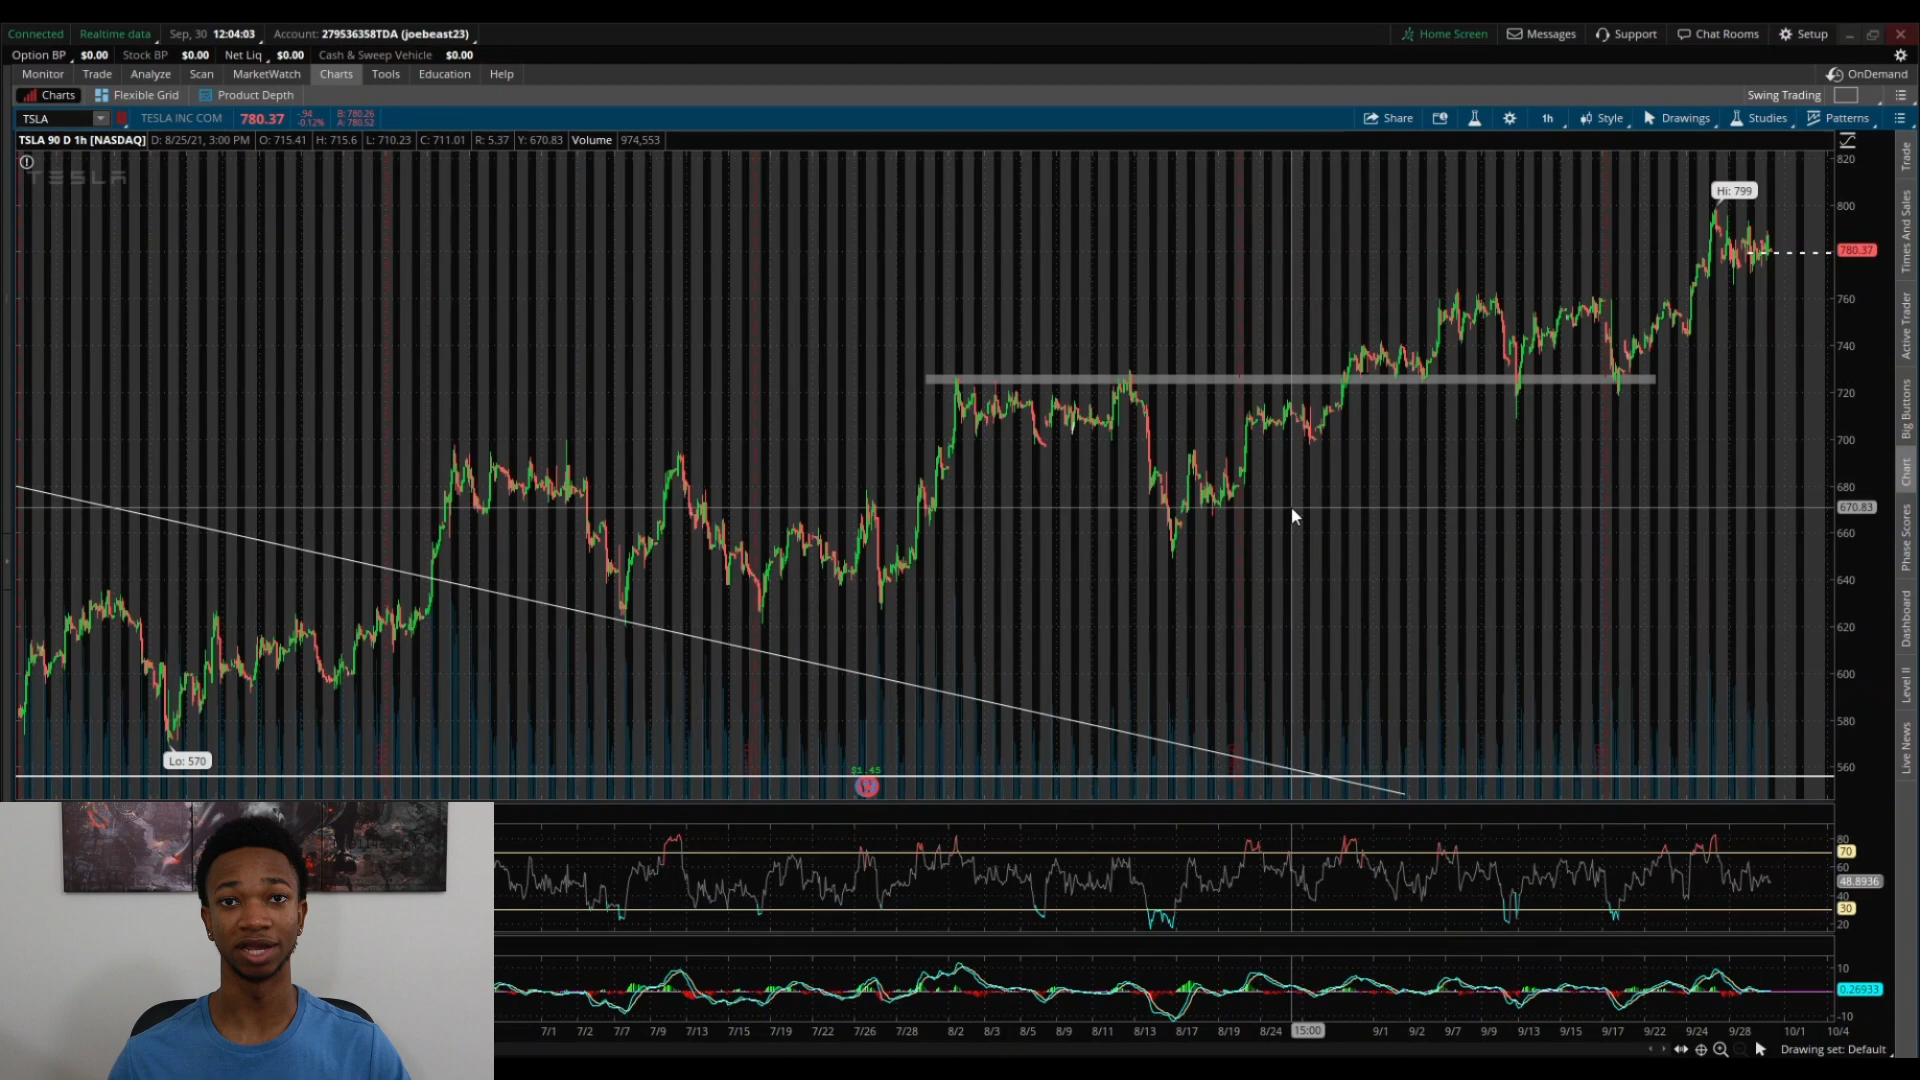 Connected Realtime data Sep, 30 12:04:03 Account: 279536358TDA (joebeast23) Home Screen Messages Support Chat Rooms Setup
Option BP $0.00 Stock BP $0.00 Net Liq $0.00 Cash & Sweep Vehicle $0.00
Monitor Trade Analyze Scan MarketWatch Charts Tools Education Help OnDemand
Charts Flexible Grid Product Depth Swing Trading
TSLA TESLA INC COM 780.37 -.94 -0.12% B: 780.26 A: 780.52 Share 1h Style Drawings Studies Patterns
TSLA 90 D 1h [NASDAQ] D: 8/25/21, 3:00 PM O: 715.41 H: 715.6 L: 710.23 C: 711.01 R: 5.37 Y: 670.83 Volume 974,553
TESLA
820
Hi: 799
800
780.37
760
740
720
700
680
670.83
660
640
620
600
580
Lo: 570
560
$1.45
80
70
60
48.8936
40
30
20
10
0.26933
-10
7/1 7/2 7/7 7/9 7/13 7/15 7/19 7/22 7/26 7/28 8/2 8/3 8/5 8/9 8/11 8/13 8/17 8/19 8/24 15:00 9/1 9/2 9/7 9/9 9/13 9/15 9/17 9/22 9/24 9/28 10/1 10/4
Drawing set: Default
Trade
Times And Sales
Active Trader
Big Buttons
Chart
Phase Scores
Dashboard
Level II
Live News